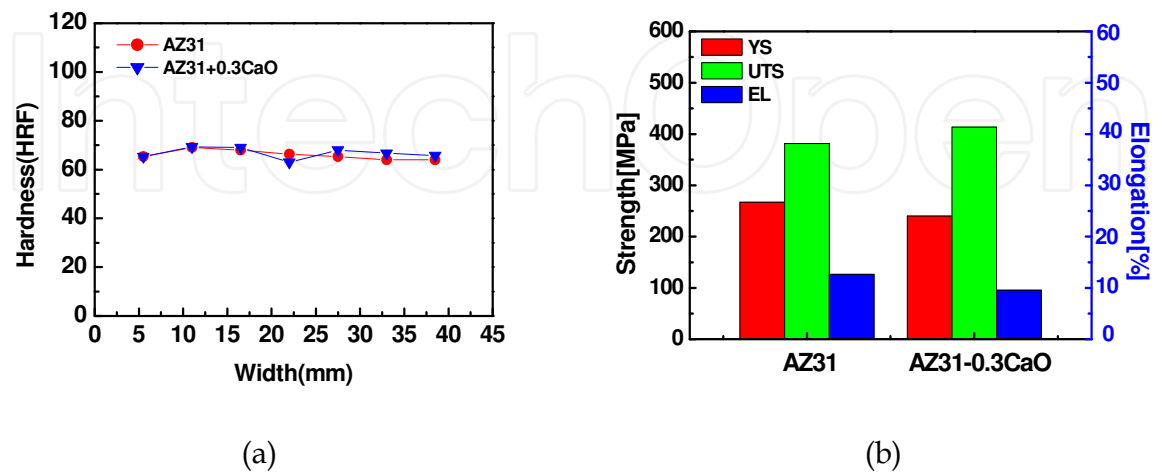 120
100
80
60
40
20
0
Hardness(HRF)
AZ31
AZ31+0.3CaO
0 5 10 15 20 25 30 35 40 45
Width(mm)
(a)
600
500
400
300
200
100
0
Strength[MPa]
YS
UTS
EL
60
50
40
30
20
10
0
Elongation[%]
AZ31 AZ31-0.3CaO
(b)
IntechOpen